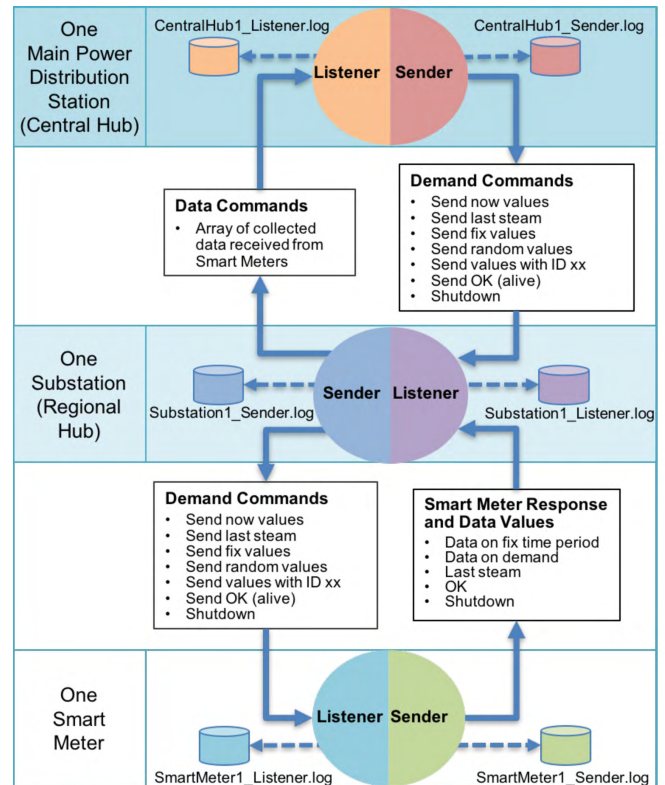 One
Main Power
Distribution
Station
(Central Hub)
CentralHub1_Listener.log
CentralHub1_Sender.log
Listener
Sender
Data Commands
• Array of collected
data received from
Smart Meters
Demand Commands
• Send now values
• Send last steam
• Send fix values
• Send random values
• Send values with ID xx
• Send OK (alive)
• Shutdown
One
Substation
(Regional
Hub)
Sender
Listener
Substation1_Sender.log
Substation1_Listener.log
Demand Commands
• Send now values
• Send last steam
• Send fix values
• Send random values
• Send values with ID xx
• Send OK (alive)
• Shutdown
Smart Meter Response
and Data Values
• Data on fix time period
• Data on demand
• Last steam
• OK
• Shutdown
One
Smart
Meter
Listener
Sender
SmartMeter1_Listener.log
SmartMeter1_Sender.log